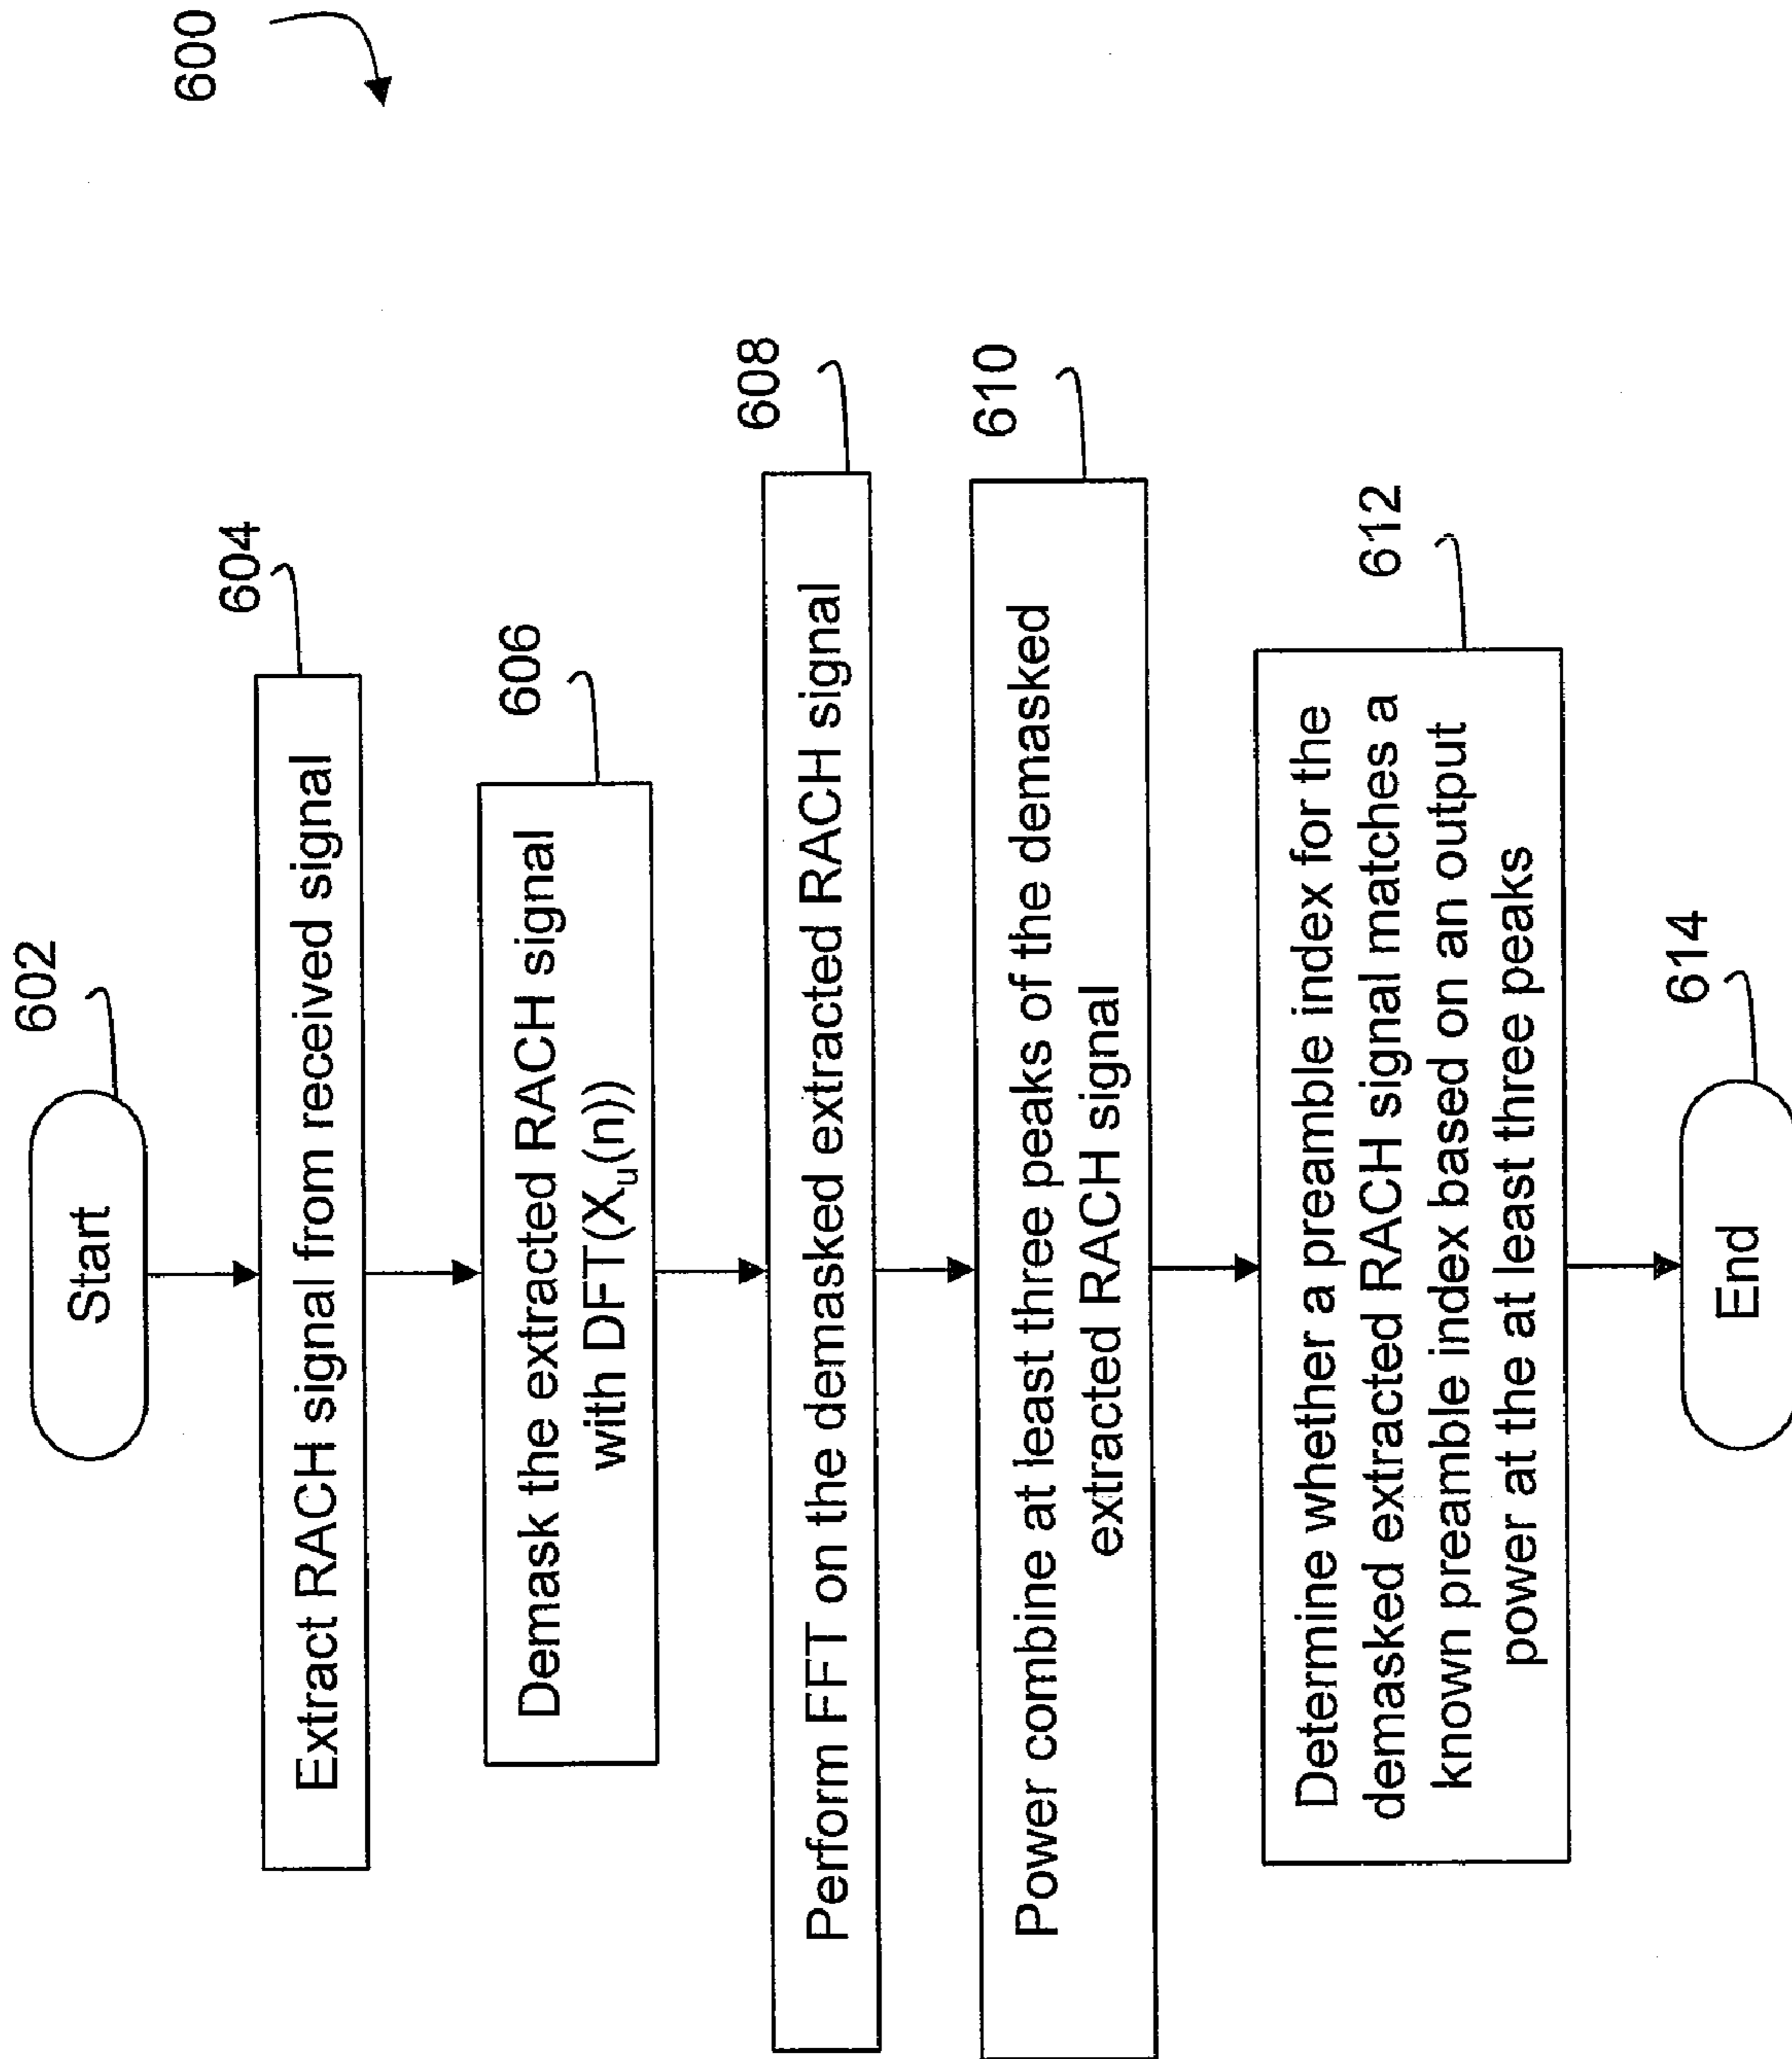 600
602
Start
604
Extract RACH signal from received signal
606
Demask the extracted RACH signal
with DFT(Xᵤ(n))
608
Perform FFT on the demasked extracted RACH signal
610
Power combine at least three peaks of the demasked
extracted RACH signal
612
Determine whether a preamble index for the
demasked extracted RACH signal matches a
known preamble index based on an output
power at the at least three peaks
614
End